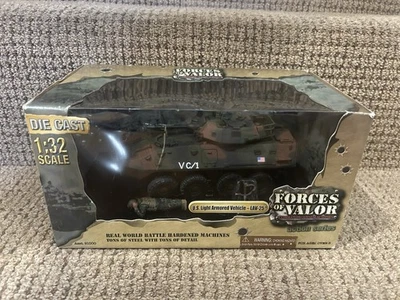 FORCES
OF VALOR
DIE CAST
1:32
SCALE
VC/1
U.S. Light Armored Vehicle - LAV-25
FORCES
OF VALOR
REAL WORLD BATTLE HARDENED MACHINES
TONS OF STEEL WITH TONS OF DETAIL
WARNING